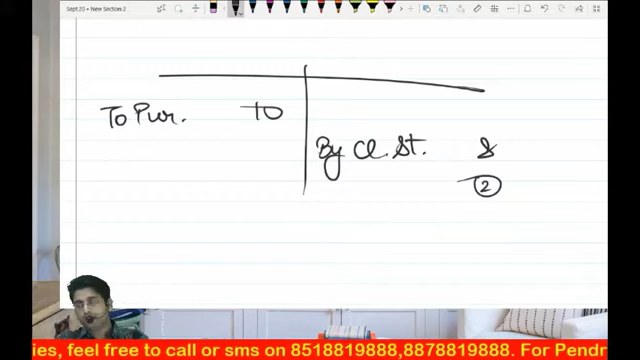 Sept 20 • New Section 2
To Pur. 10
By Cl. St. 8
2
ies, feel free to call or sms on 8518819888,8878819888. For Pendr